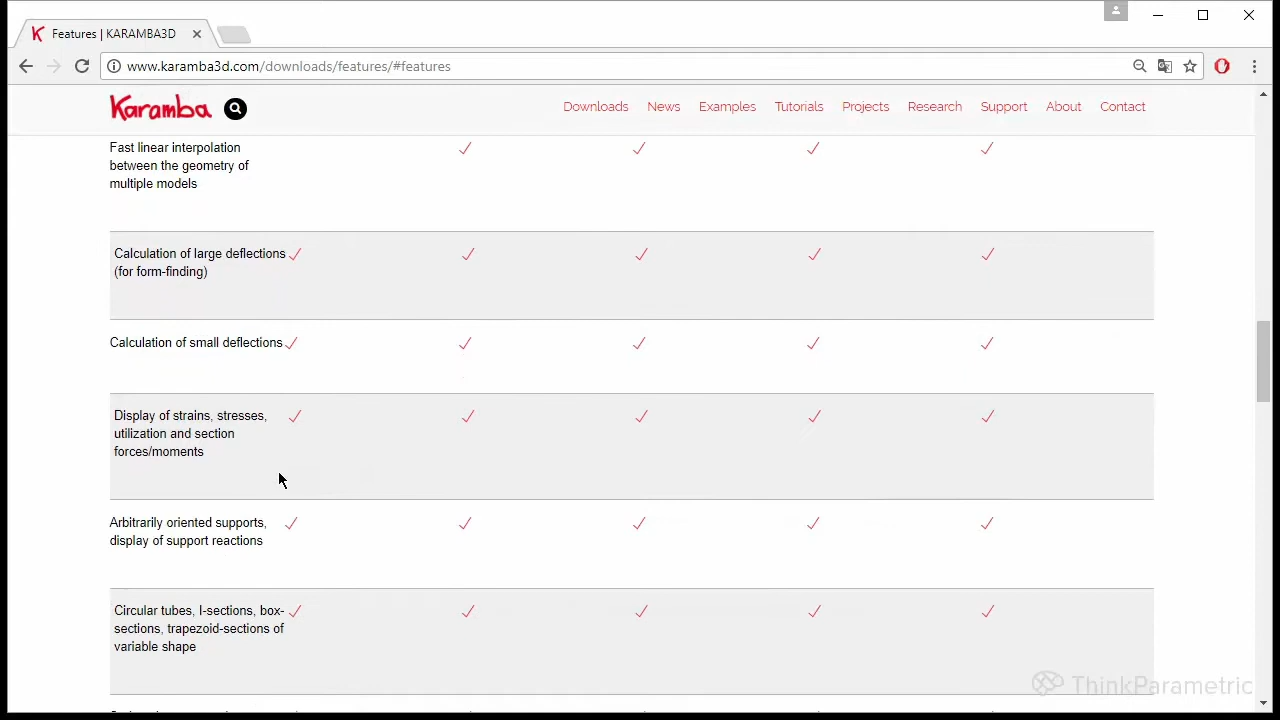 Features | KARAMBA3D
www.karamba3d.com/downloads/features/#features
Karamba
Downloads News Examples Tutorials Projects Research Support About Contact
Fast linear interpolation
between the geometry of
multiple models
Calculation of large deflections
(for form-finding)
Calculation of small deflections
Display of strains, stresses,
utilization and section
forces/moments
Arbitrarily oriented supports,
display of support reactions
Circular tubes, I-sections, box-
sections, trapezoid-sections of
variable shape
ThinkParametric